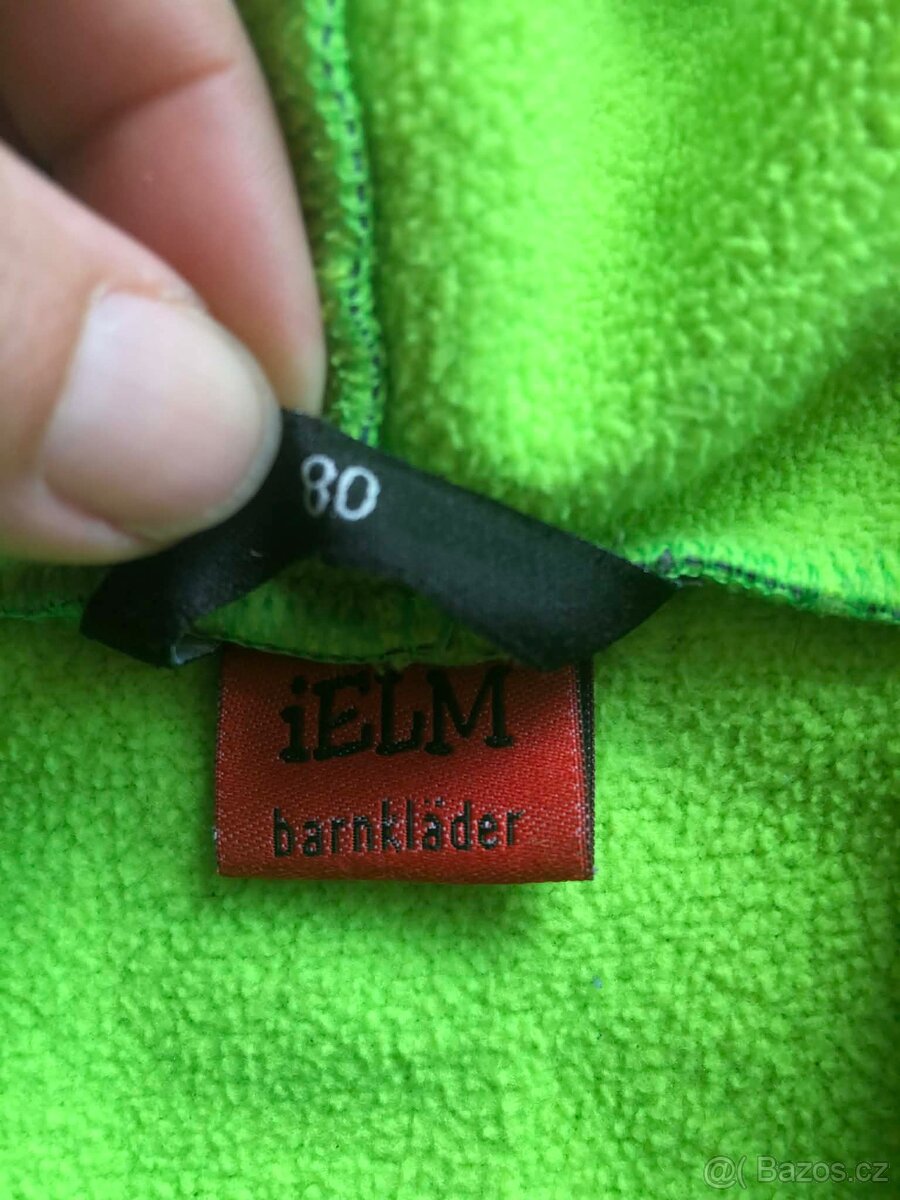 80
iELM
barnkläder
@( Bazos.cz